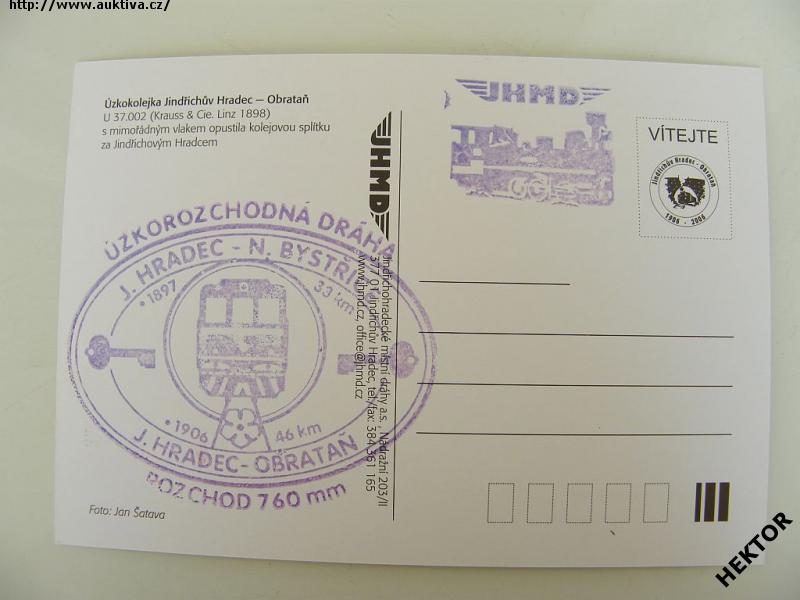 http://www.auktiva.cz/
Úzkokolejka Jindřichův Hradec – Obrataň
U 37.002 (Krauss & Cie. Linz 1898)
s mimořádným vlakem opustila kolejovou splítku
za Jindřichovým Hradcem
JHMD
JHMD
VÍTEJTE
Jindřichův Hradec - Obrataň
1906 - 2006
ÚZKOROZCHODNÁ DRÁHA
J. HRADEC - N. BYSTŘICE
1897
33 km
1906
46 km
J. HRADEC - OBRATAŇ
ROZCHOD 760 mm
Jindřichohradecké místní dráhy a.s., Nádražní 203/II
377 01 Jindřichův Hradec, tel./fax: 384 361 165
www.jhmd.cz, office@jhmd.cz
Foto: Jan Šatava
HEKTOR